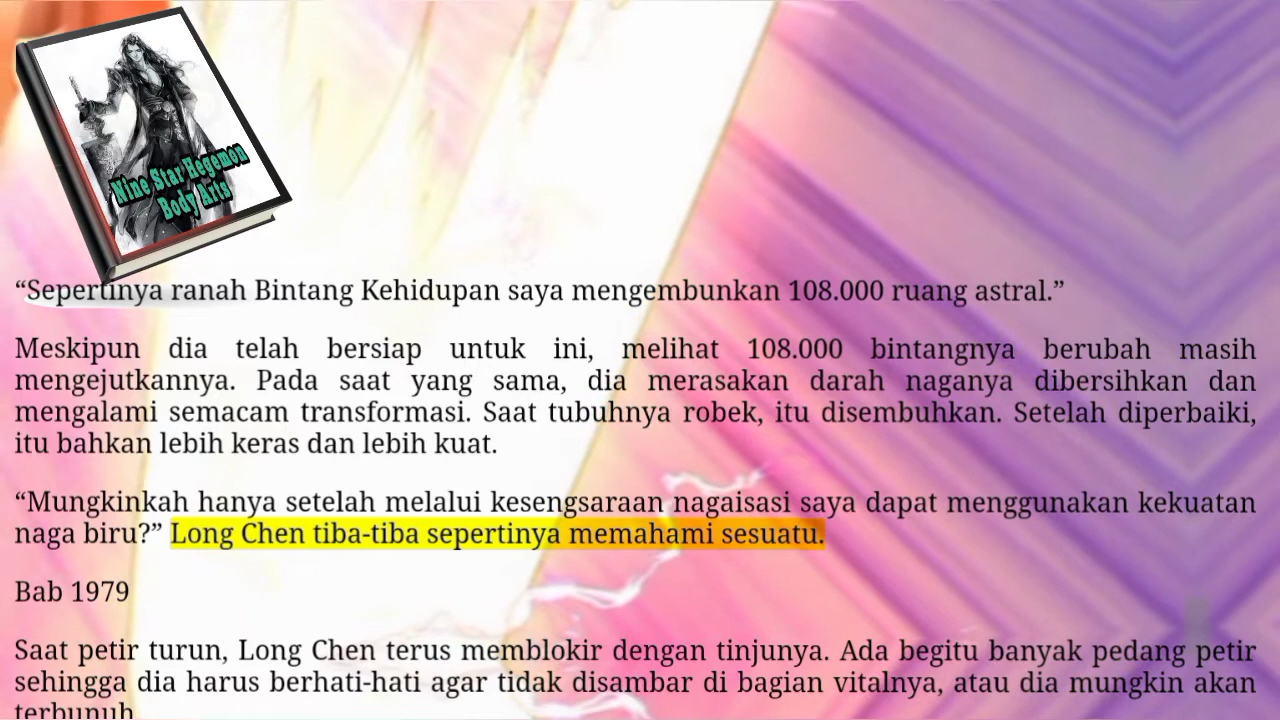 Nine Star Hegemon
Body Arts
“Sepertinya ranah Bintang Kehidupan saya mengembunkan 108.000 ruang astral.”
Meskipun dia telah bersiap untuk ini, melihat 108.000 bintangnya berubah masih
mengejutkannya. Pada saat yang sama, dia merasakan darah naganya dibersihkan dan
mengalami semacam transformasi. Saat tubuhnya robek, itu disembuhkan. Setelah diperbaiki,
itu bahkan lebih keras dan lebih kuat.
“Mungkinkah hanya setelah melalui kesengsaraan nagaisasi saya dapat menggunakan kekuatan
naga biru?” Long Chen tiba-tiba sepertinya memahami sesuatu.
Bab 1979
Saat petir turun, Long Chen terus memblokir dengan tinjunya. Ada begitu banyak pedang petir
sehingga dia harus berhati-hati agar tidak disambar di bagian vitalnya, atau dia mungkin akan
terbunuh